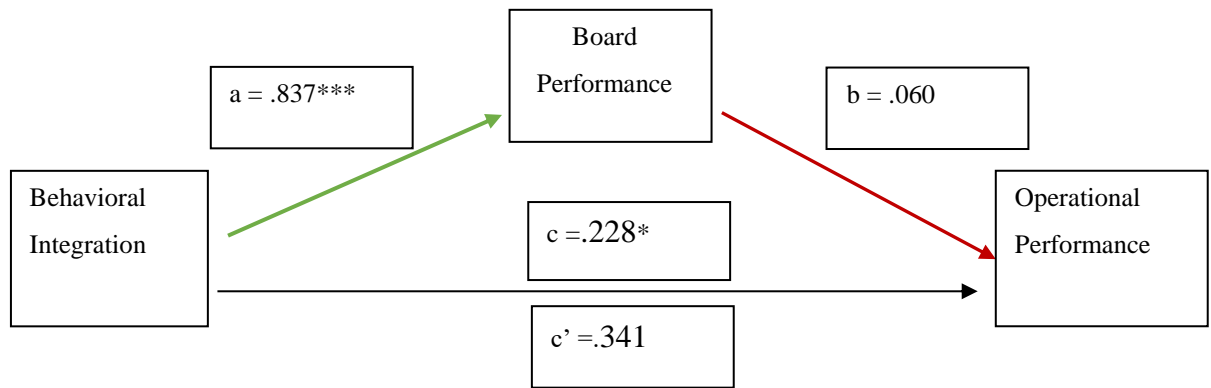 Board
Performance
a = .837***
b = .060
Behavioral
Integration
Operational
Performance
c =.228*
c’ =.341